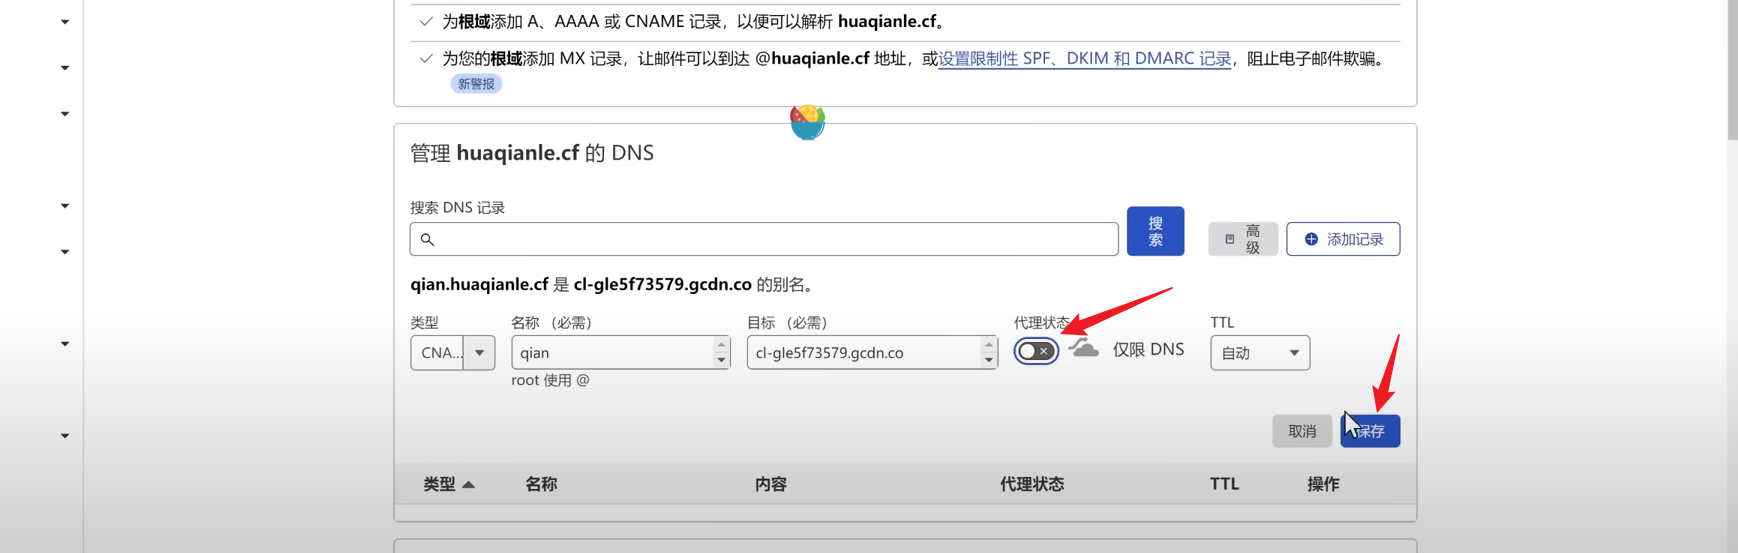 为根域添加 A、AAAA 或 CNAME 记录，以便可以解析 huaqianle.cf。
为您的根域添加 MX 记录，让邮件可以到达 @huaqianle.cf 地址，或设置限制性 SPF、DKIM 和 DMARC 记录，阻止电子邮件欺骗。
新警报
管理 huaqianle.cf 的 DNS
搜索 DNS 记录
搜索
高级
添加记录
qian.huaqianle.cf 是 cl-gle5f73579.gcdn.co 的别名。
类型 名称 （必需） 目标 （必需） 代理状态 TTL
CNA... qian cl-gle5f73579.gcdn.co 仅限 DNS 自动
root 使用 @
取消 保存
类型 名称 内容 代理状态 TTL 操作